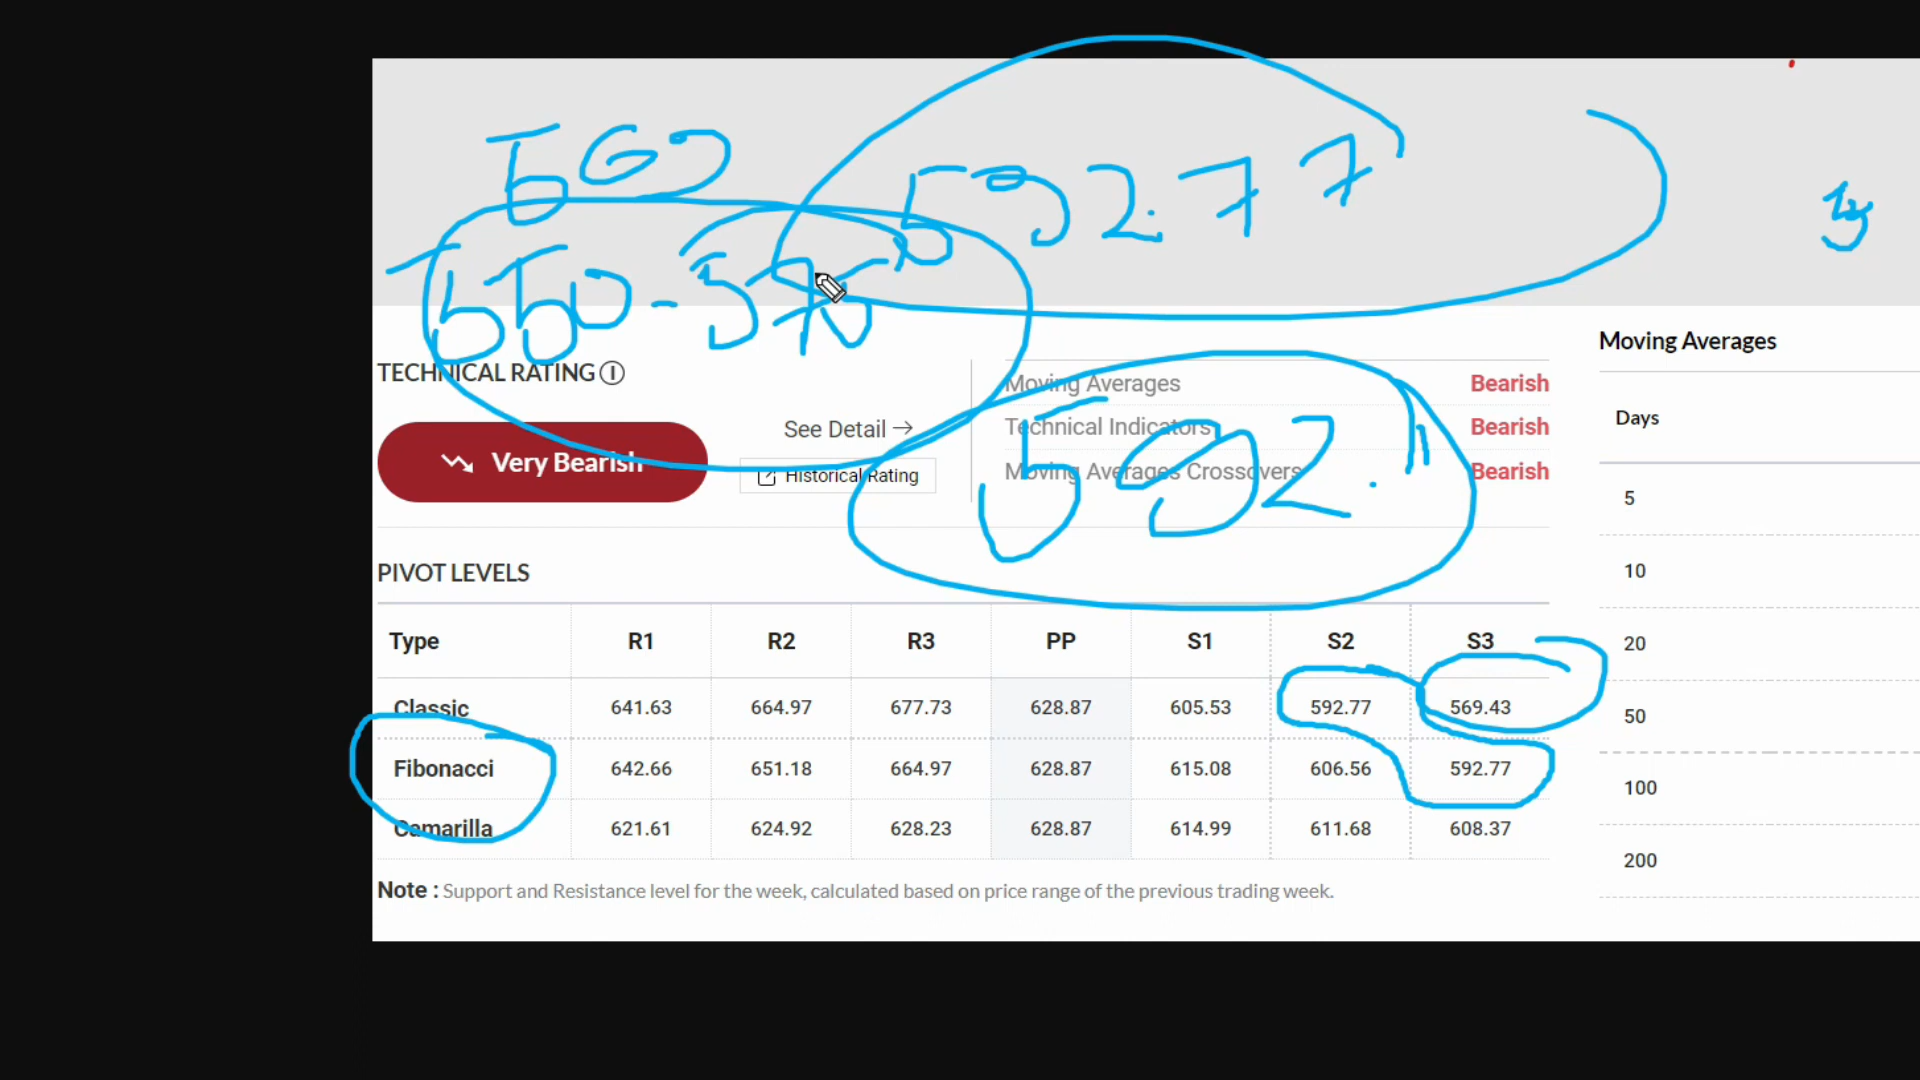 562
592.77
550-575
TECHNICAL RATING
Very Bearish
See Detail →
Historical Rating
Moving Averages Bearish
Technical Indicators Bearish
Moving Averages Crossovers Bearish
592.
PIVOT LEVELS
Type R1 R2 R3 PP S1 S2 S3
Classic 641.63 664.97 677.73 628.87 605.53 592.77 569.43
Fibonacci 642.66 651.18 664.97 628.87 615.08 606.56 592.77
Camarilla 621.61 624.92 628.23 628.87 614.99 611.68 608.37
Note : Support and Resistance level for the week, calculated based on price range of the previous trading week.
Moving Averages
Days
5
10
20
50
100
200